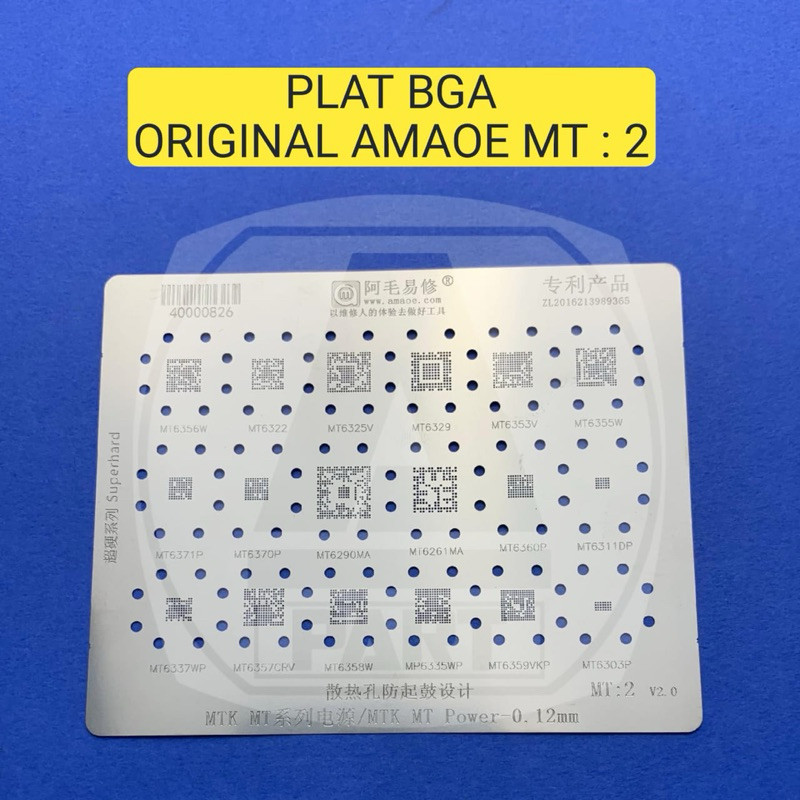 PLAT BGA
ORIGINAL AMAOE MT : 2
40000826
阿毛易修®
www.amaoe.com
以维修人的体验去做好工具
专利产品
ZL2016213989365
超硬系列 Superhard
MT6356W MT6322 MT6325V MT6329 MT6353V MT6355W
MT6371P MT6370P MT6290MA MT6261MA MT6360P MT6311DP
MT6337WP MT6357CRV MT6358W MP6335WP MT6359VKP MT6303P
散热孔防起鼓设计
MT:2 V2.0
MTK MT系列电源/MTK MT Power-0.12mm
PART